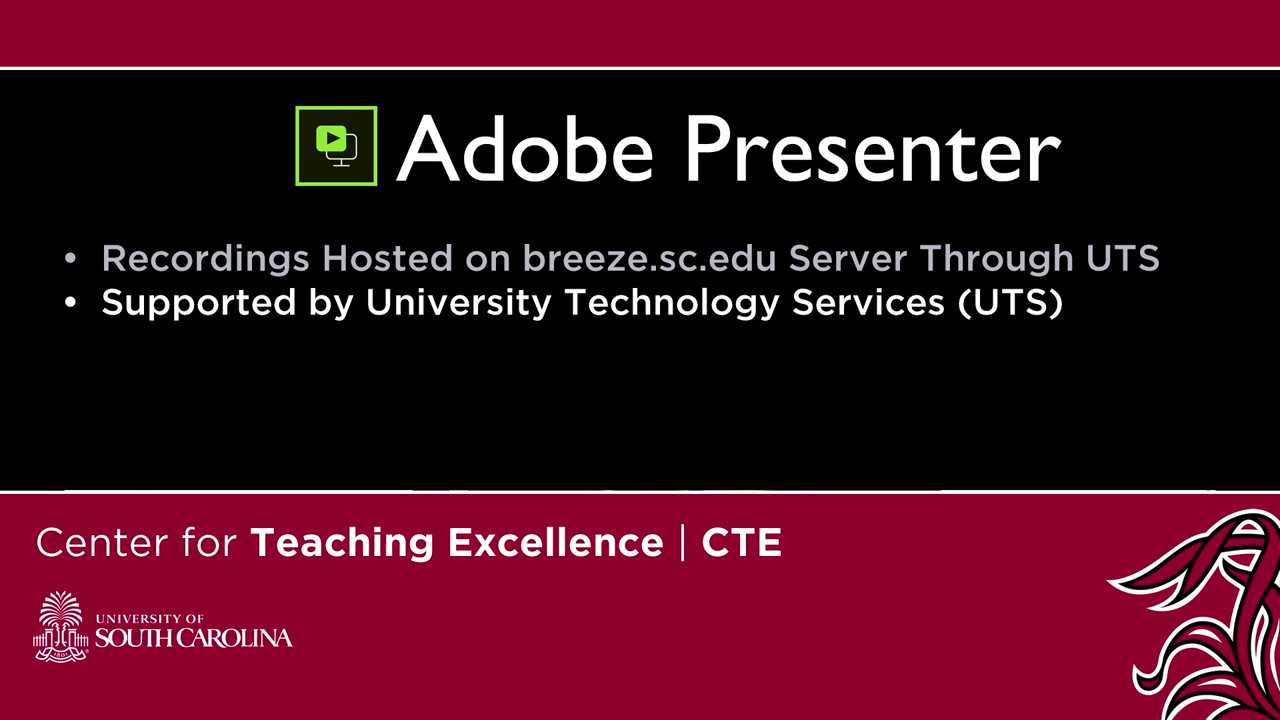 Adobe Presenter
• Recordings Hosted on breeze.sc.edu Server Through UTS
• Supported by University Technology Services (UTS)
Center for Teaching Excellence | CTE
UNIVERSITY OF
SOUTH CAROLINA
1801